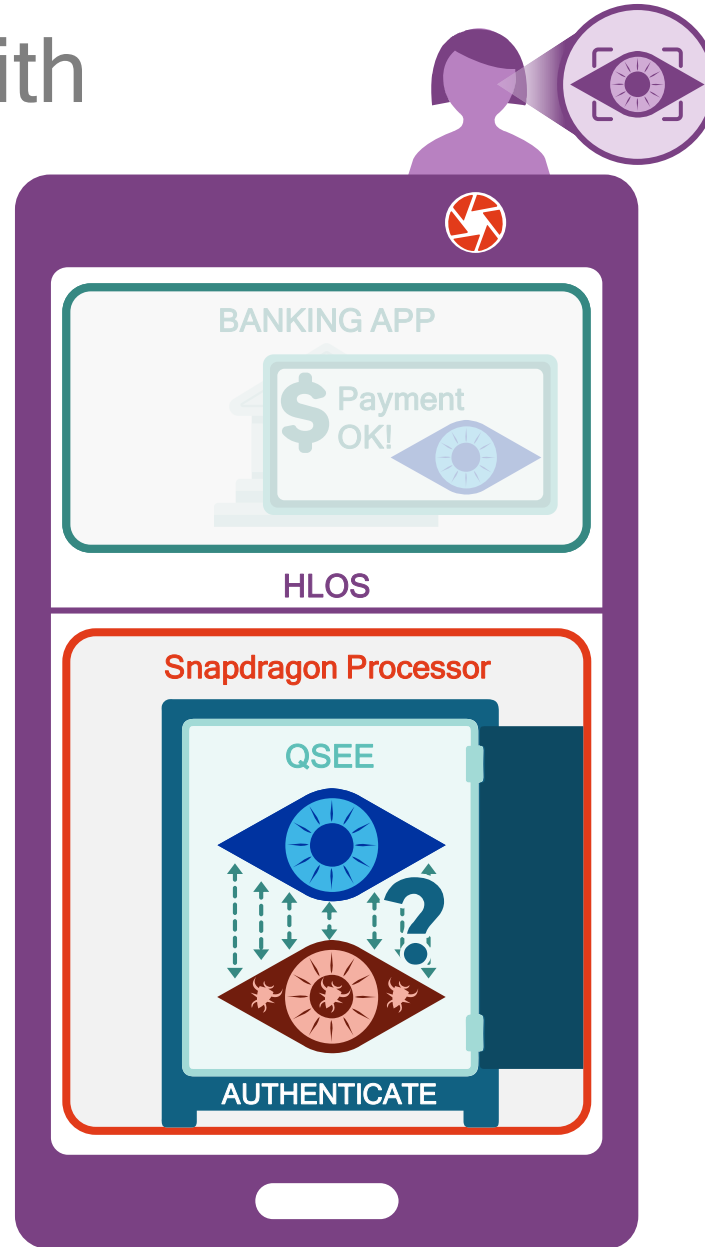 ith
BANKING APP
$ Payment
OK!
HLOS
Snapdragon Processor
QSEE
?
AUTHENTICATE